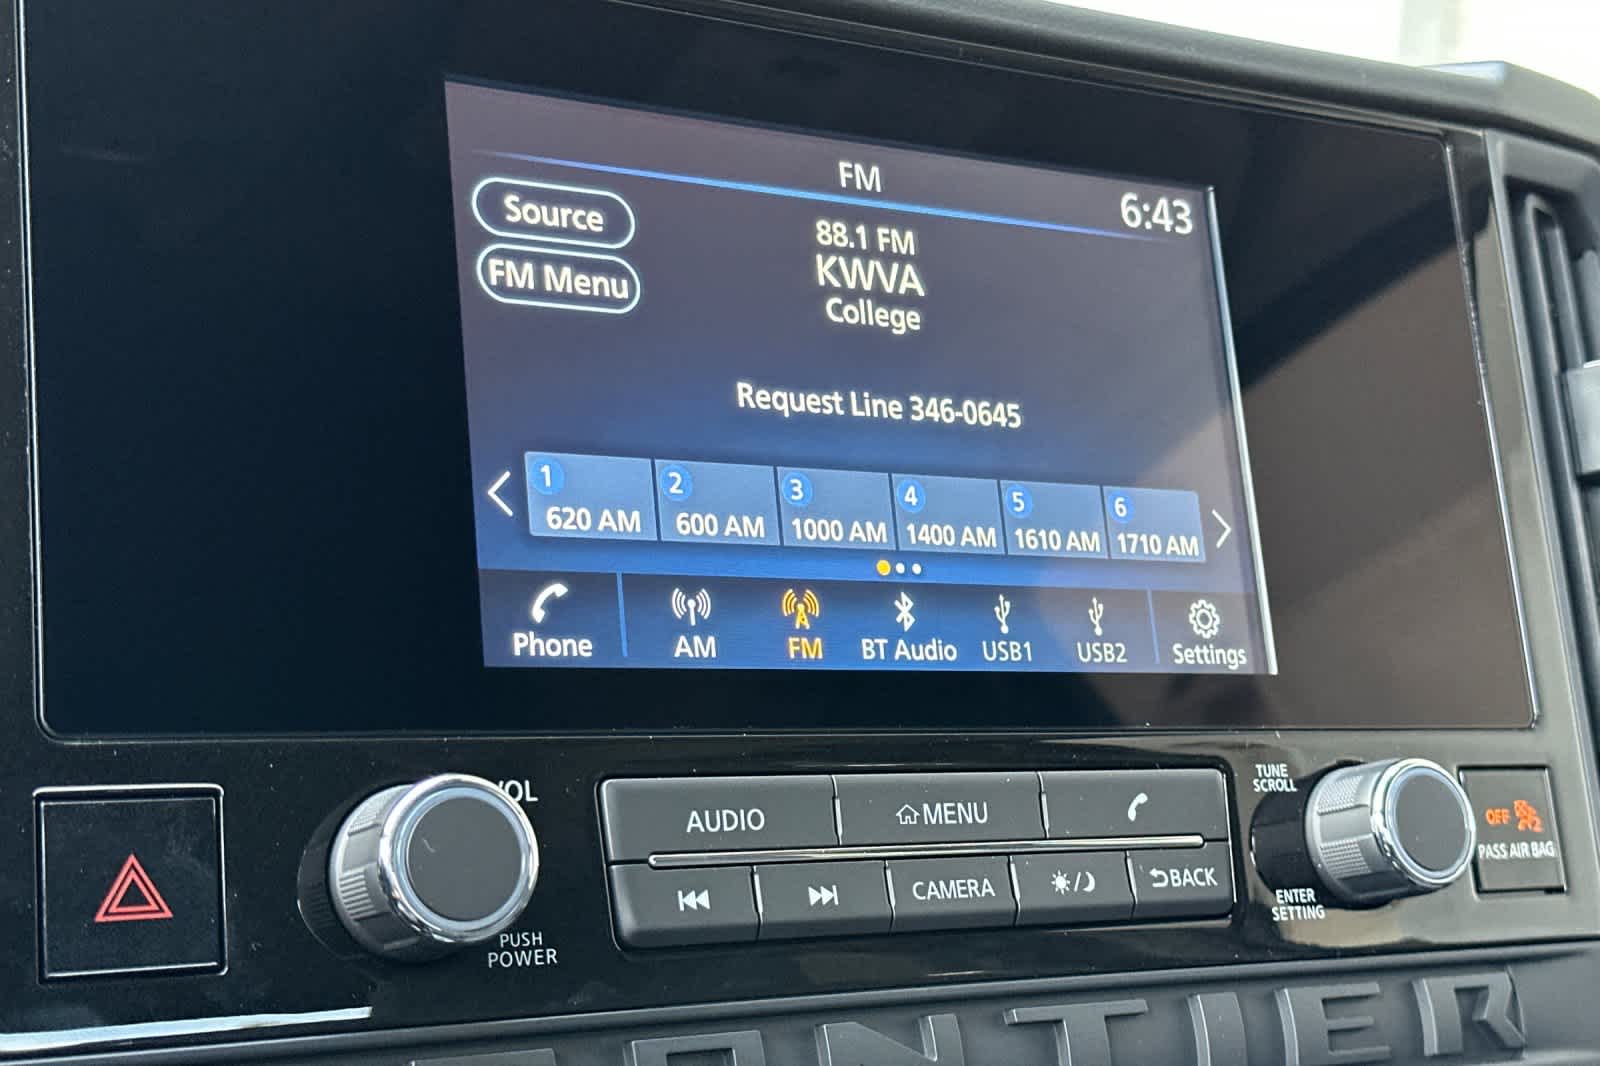 FM
6:43
Source
FM Menu
88.1 FM
KWVA
College
Request Line 346-0645
1 2 3 4 5 6
620 AM 600 AM 1000 AM 1400 AM 1610 AM 1710 AM
Phone AM FM BT Audio USB1 USB2 Settings
VOL
PUSH
POWER
AUDIO MENU
CAMERA BACK
TUNE
SCROLL
ENTER
SETTING
OFF
PASS AIR BAG